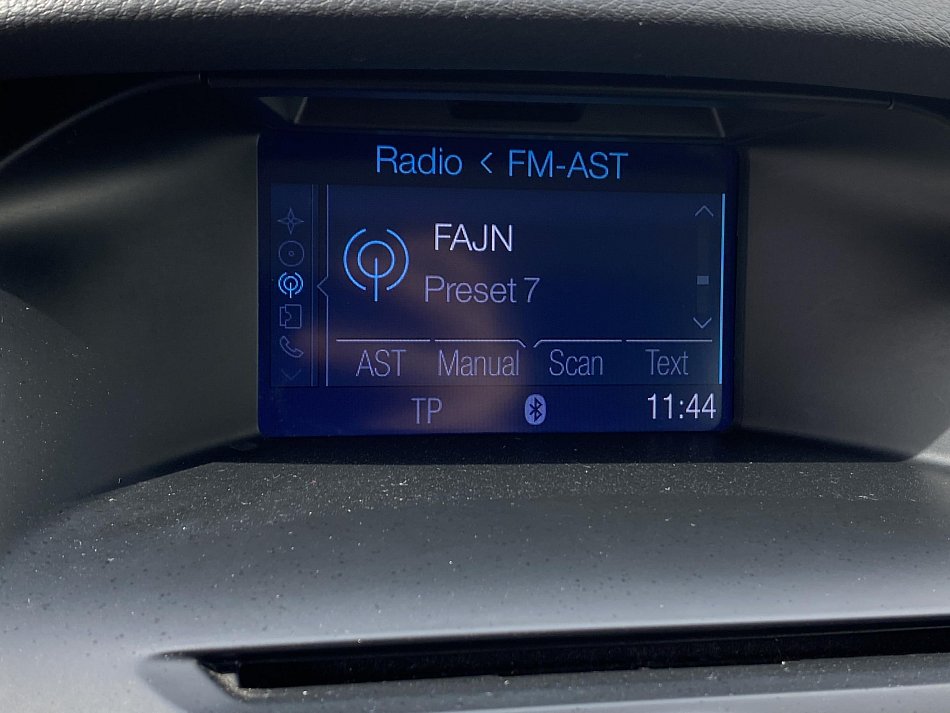 Radio < FM-AST
FAJN
Preset 7
AST Manual Scan Text
TP 11:44